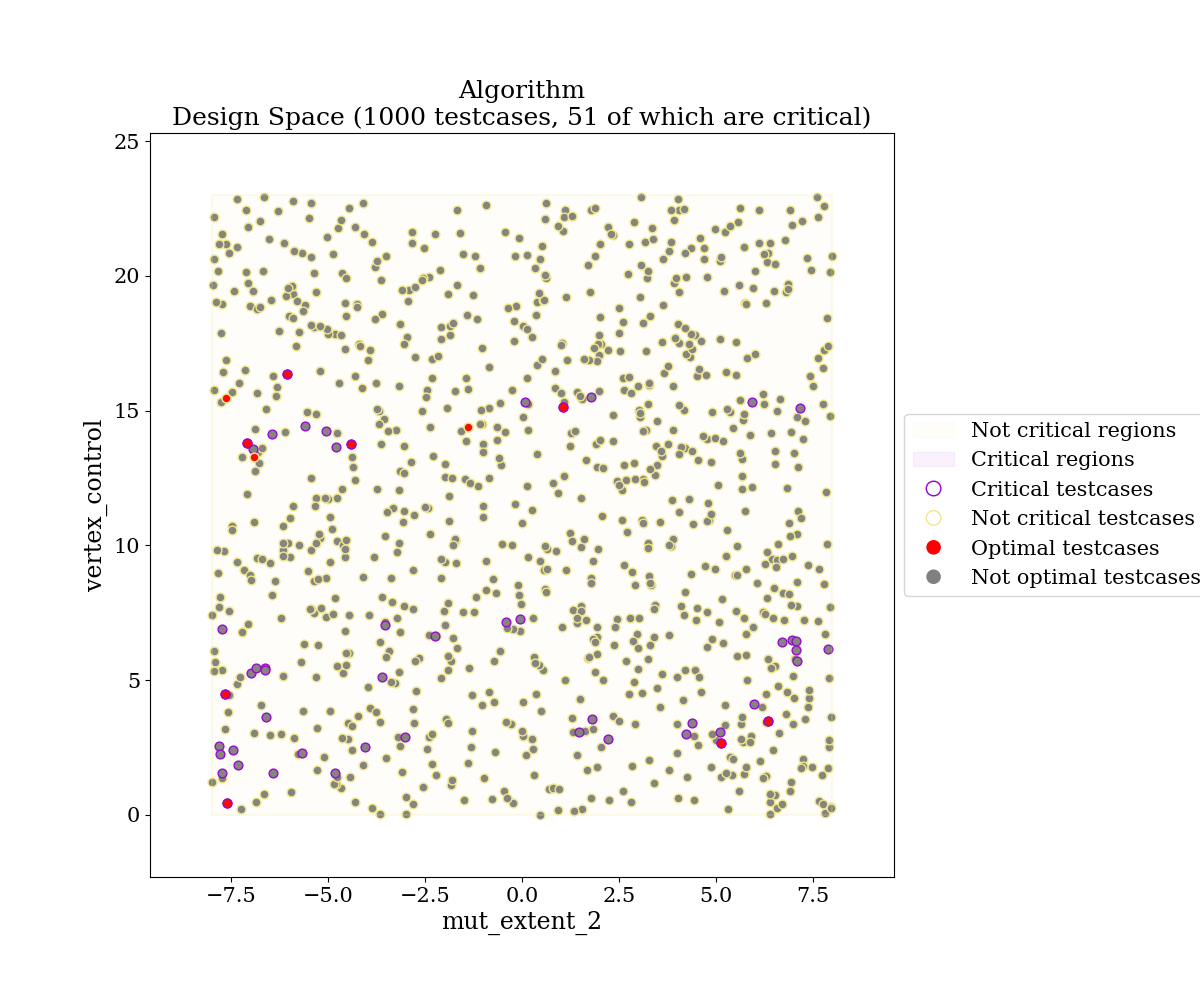 Algorithm
Design Space (1000 testcases, 51 of which are critical)
25
20
15
10
5
0
vertex_control
−7.5
−5.0
−2.5
0.0
2.5
5.0
7.5
mut_extent_2
Not critical regions
Critical regions
Critical testcases
Not critical testcases
Optimal testcases
Not optimal testcases